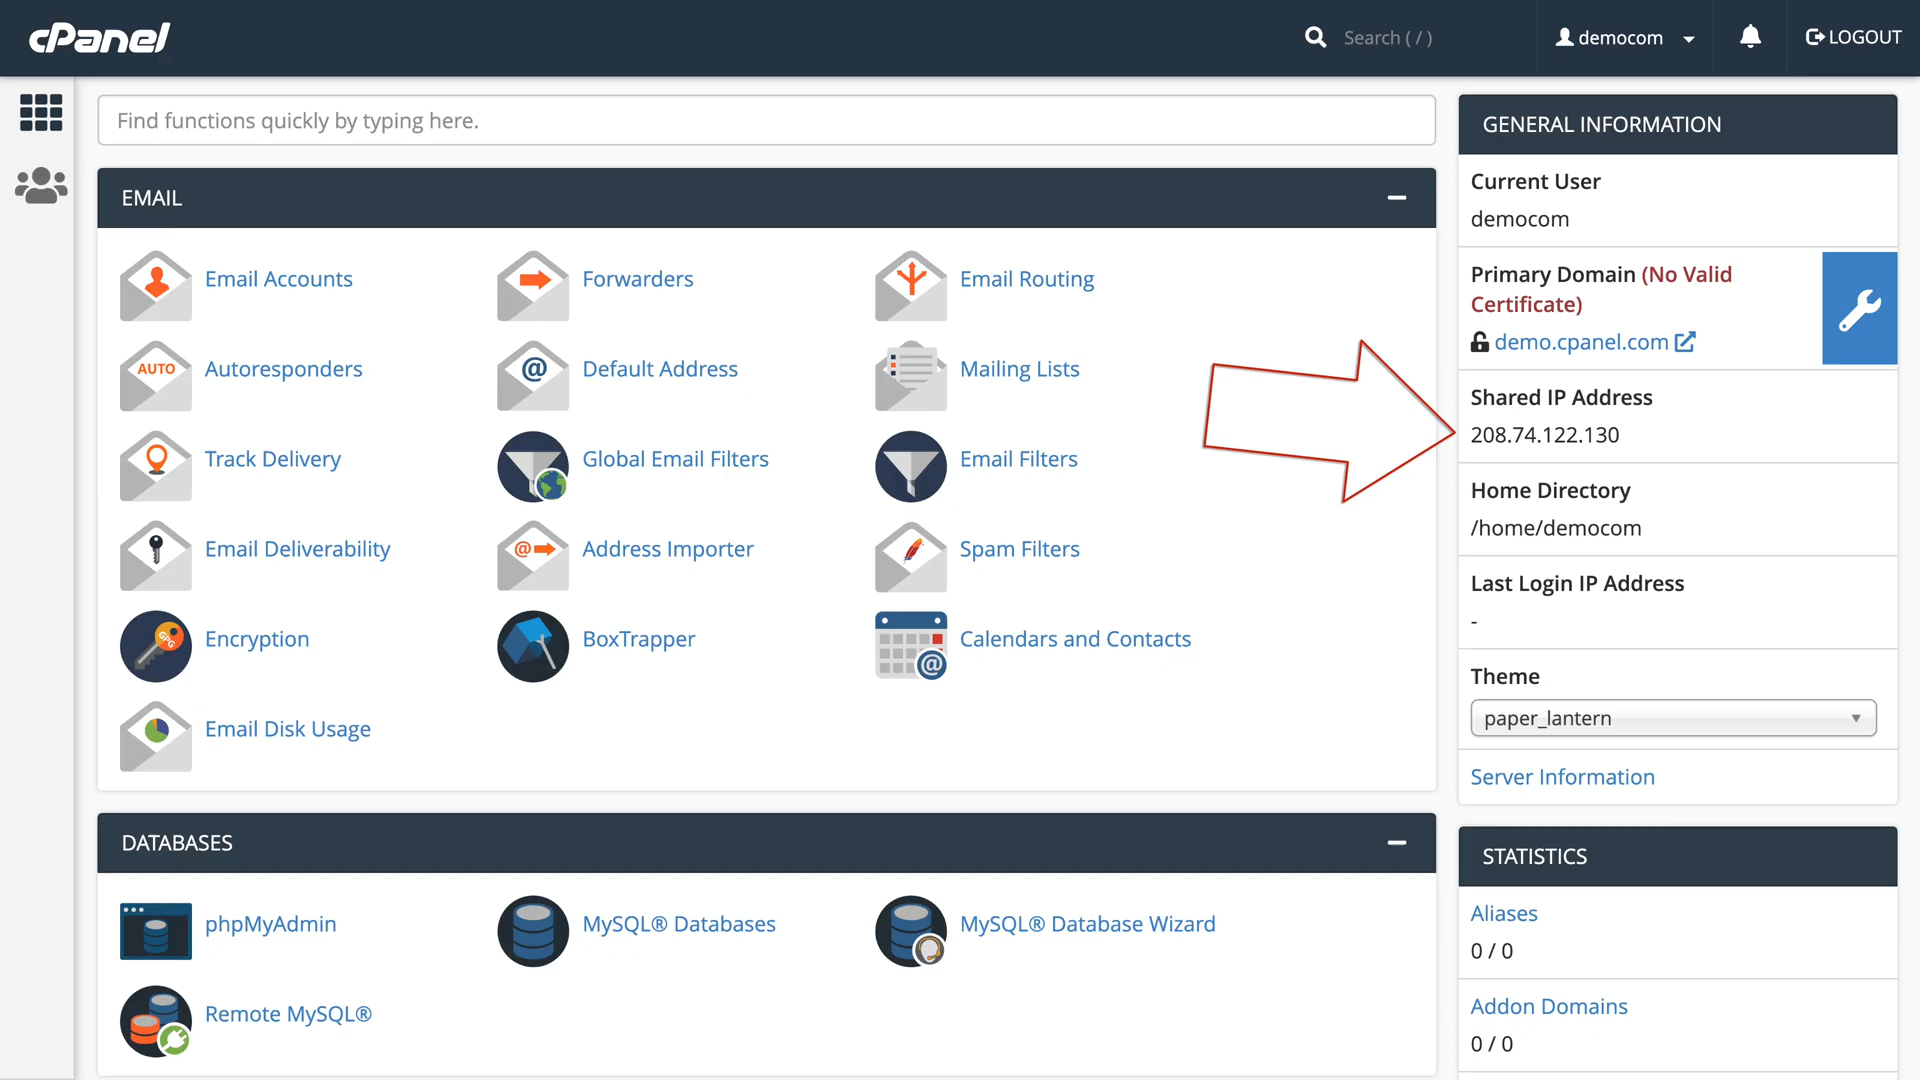 cPanel
Search ( / )
democom
LOGOUT
Find functions quickly by typing here.
EMAIL
Email Accounts
Forwarders
Email Routing
AUTO
Autoresponders
@
Default Address
Mailing Lists
Track Delivery
Global Email Filters
Email Filters
Email Deliverability
@
Address Importer
Spam Filters
GPG
Encryption
BoxTrapper
@
Calendars and Contacts
Email Disk Usage
DATABASES
phpMyAdmin
MySQL® Databases
MySQL® Database Wizard
Remote MySQL®
GENERAL INFORMATION
Current User
democom
Primary Domain (No Valid
Certificate)
demo.cpanel.com
Shared IP Address
208.74.122.130
Home Directory
/home/democom
Last Login IP Address
-
Theme
paper_lantern
Server Information
STATISTICS
Aliases
0 / 0
Addon Domains
0 / 0